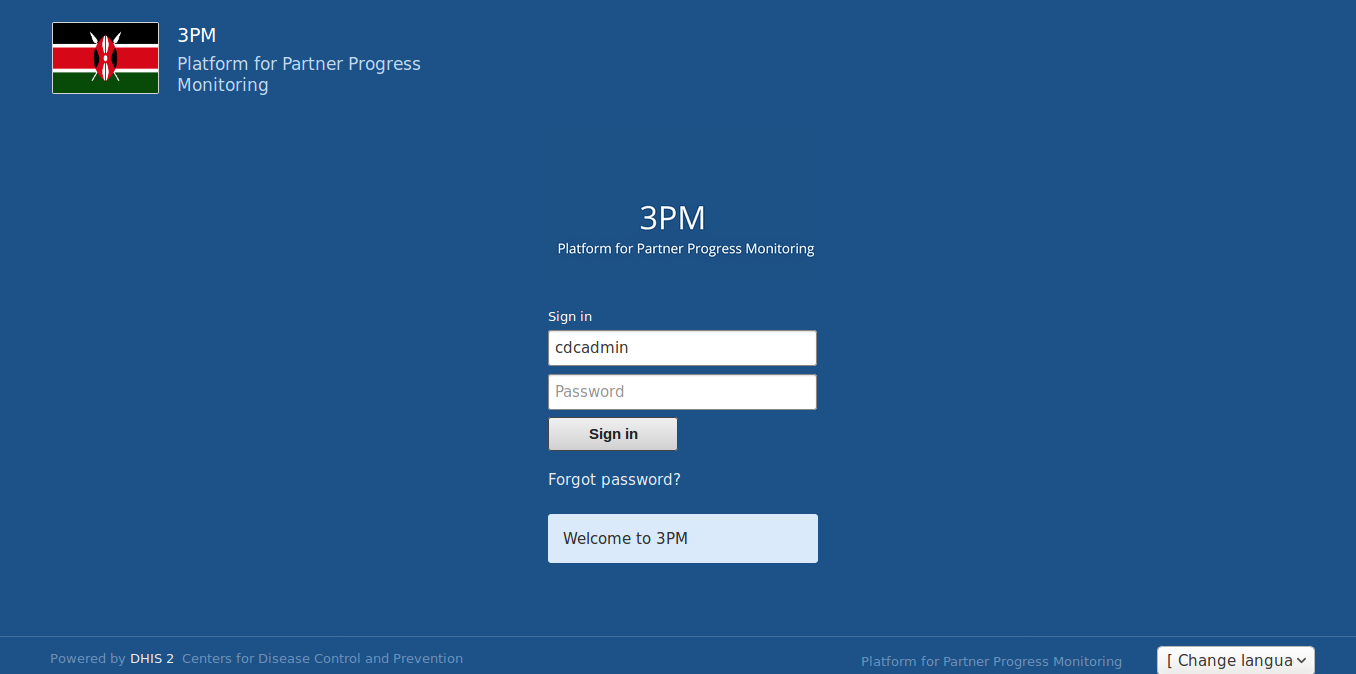 3PM
Platform for Partner Progress
Monitoring
3PM
Platform for Partner Progress Monitoring
Sign in
cdcadmin
Password
Sign in
Forgot password?
Welcome to 3PM
Powered by DHIS 2 Centers for Disease Control and Prevention
Platform for Partner Progress Monitoring
[ Change langua